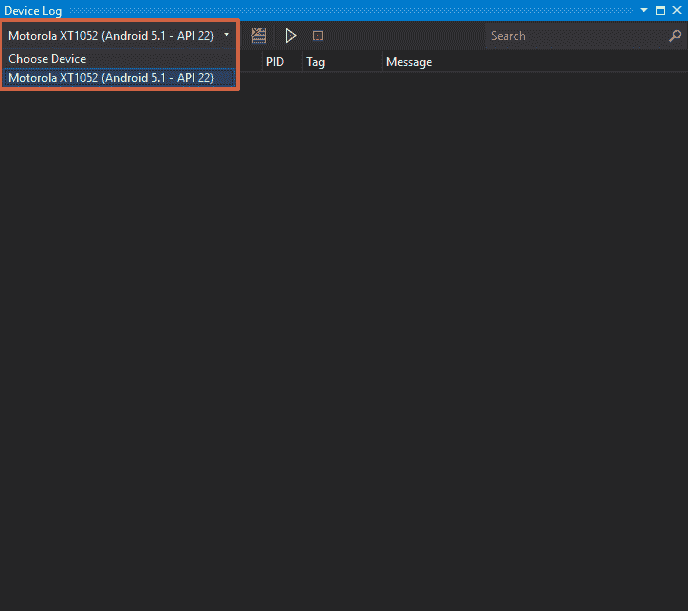 Device Log
Motorola XT1052 (Android 5.1 - API 22)
Search
Choose Device
PID Tag Message
Motorola XT1052 (Android 5.1 - API 22)